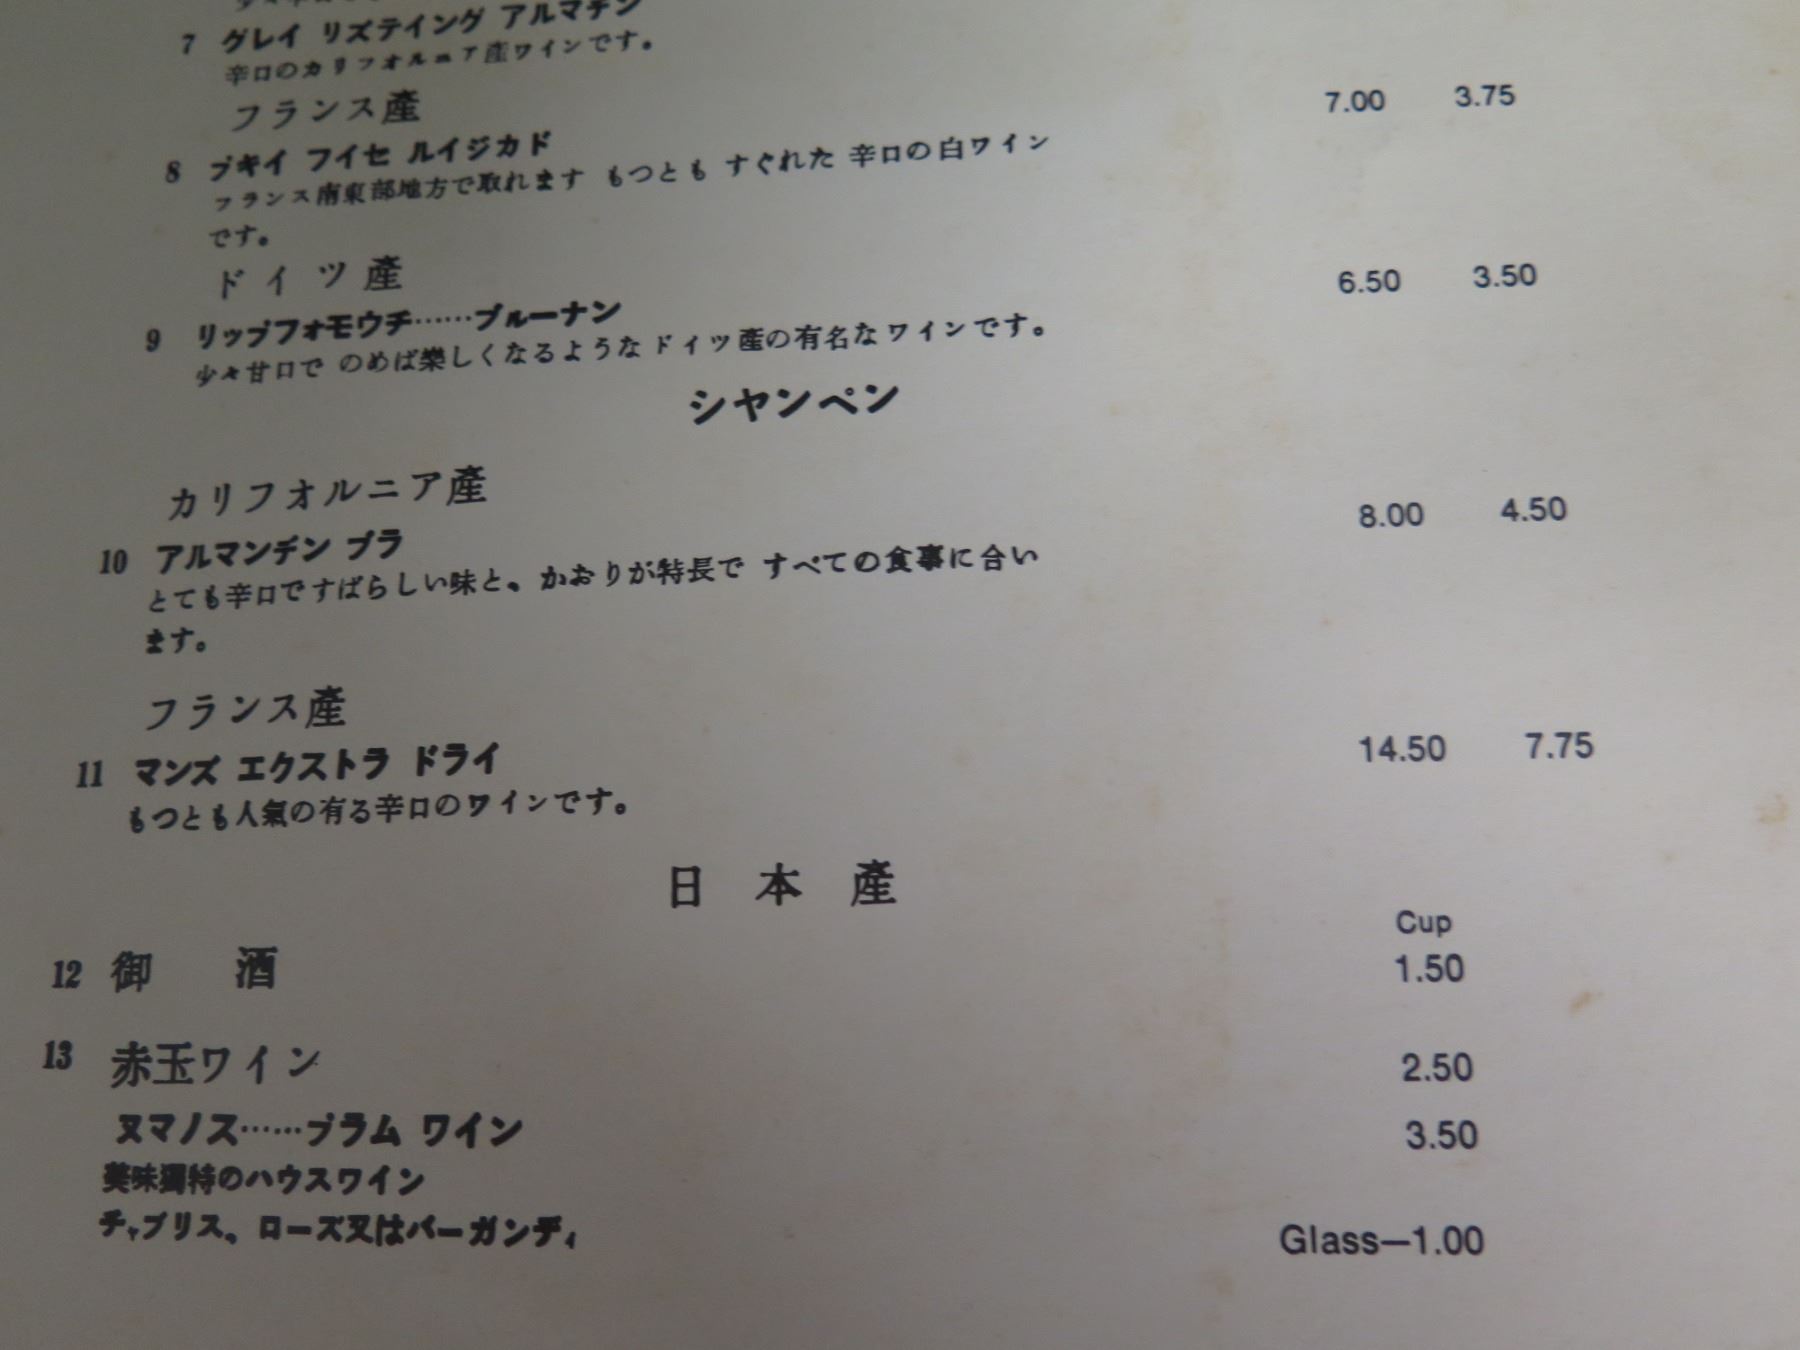 7 グレイ リズテイング アルマチン
辛口のカリフオルニア産ワインです。
フランス産
8 プキイ フイセ ルイジカド 7.00 3.75
フランス南東部地方で取れます もつとも すぐれた 辛口の白ワイン
です。
ドイツ産
9 リップフォモウチ……ブルーナン 6.50 3.50
少々甘口で のめば樂しくなるようなドイツ産の有名なワインです。
シヤンペン
カリフオルニア産
10 アルマンデン ブラ 8.00 4.50
とても辛口ですばらしい味と、かおりが特長で すべての食事に合い
ます。
フランス産
11 マンズ エクストラ ドライ 14.50 7.75
もつとも人氣の有る辛口のワインです。
日本産
Cup
12 御酒 1.50
13 赤玉ワイン 2.50
ヌマノス……プラム ワイン 3.50
美味獨特のハウスワイン
チャブリス、ローズ又はバーガンディ Glass—1.00